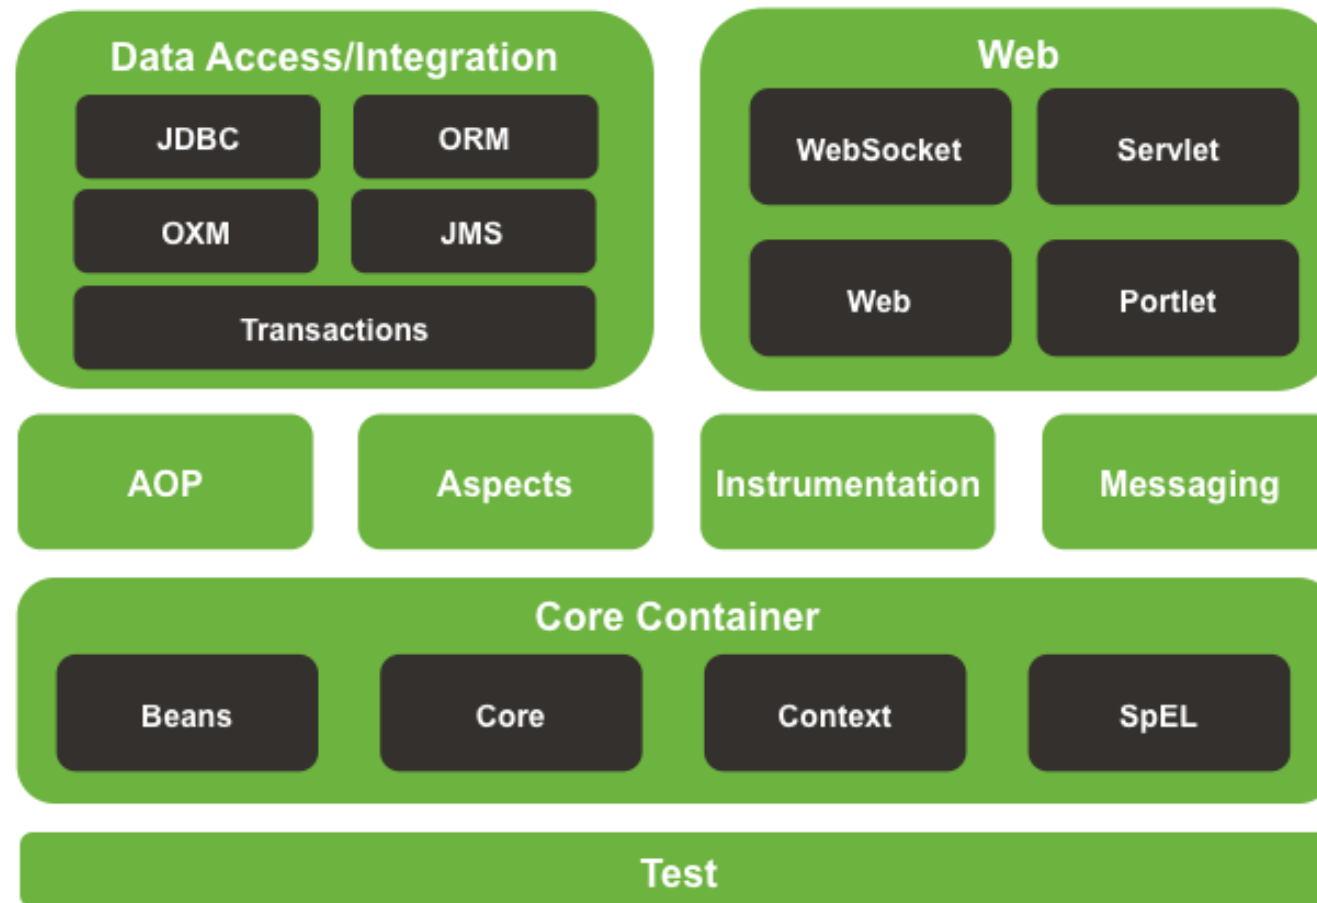 Data Access/Integration
JDBC
ORM
OXM
JMS
Transactions
Web
WebSocket
Servlet
Web
Portlet
AOP
Aspects
Instrumentation
Messaging
Core Container
Beans
Core
Context
SpEL
Test